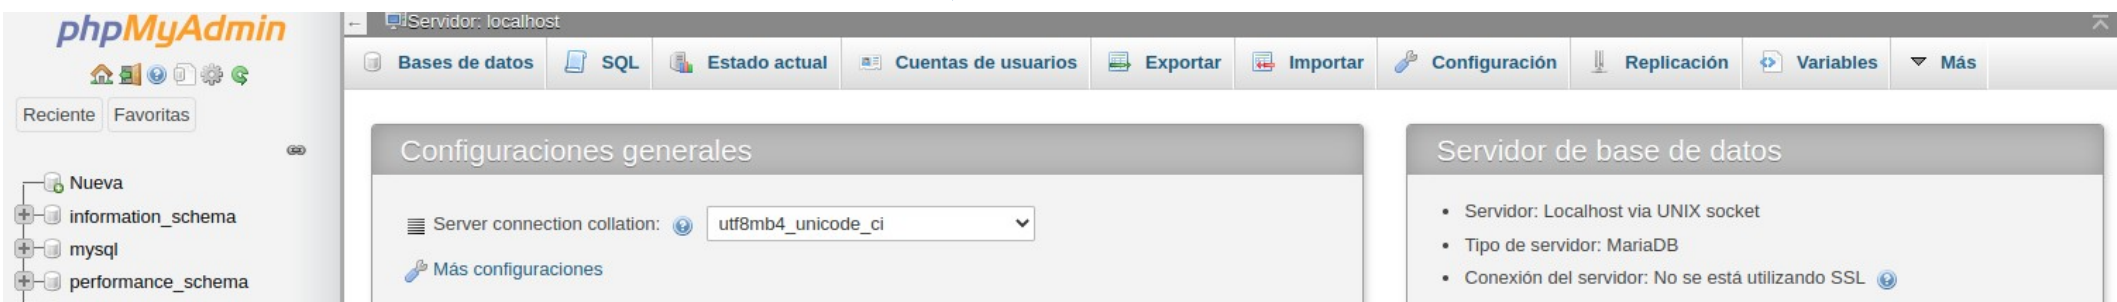 phpMyAdmin
Reciente Favoritas
Nueva
information_schema
mysql
performance_schema
Servidor: localhost
Bases de datos SQL Estado actual Cuentas de usuarios Exportar Importar Configuración Replicación Variables Más
Configuraciones generales
Server connection collation: utf8mb4_unicode_ci
Más configuraciones
Servidor de base de datos
• Servidor: Localhost via UNIX socket
• Tipo de servidor: MariaDB
• Conexión del servidor: No se está utilizando SSL